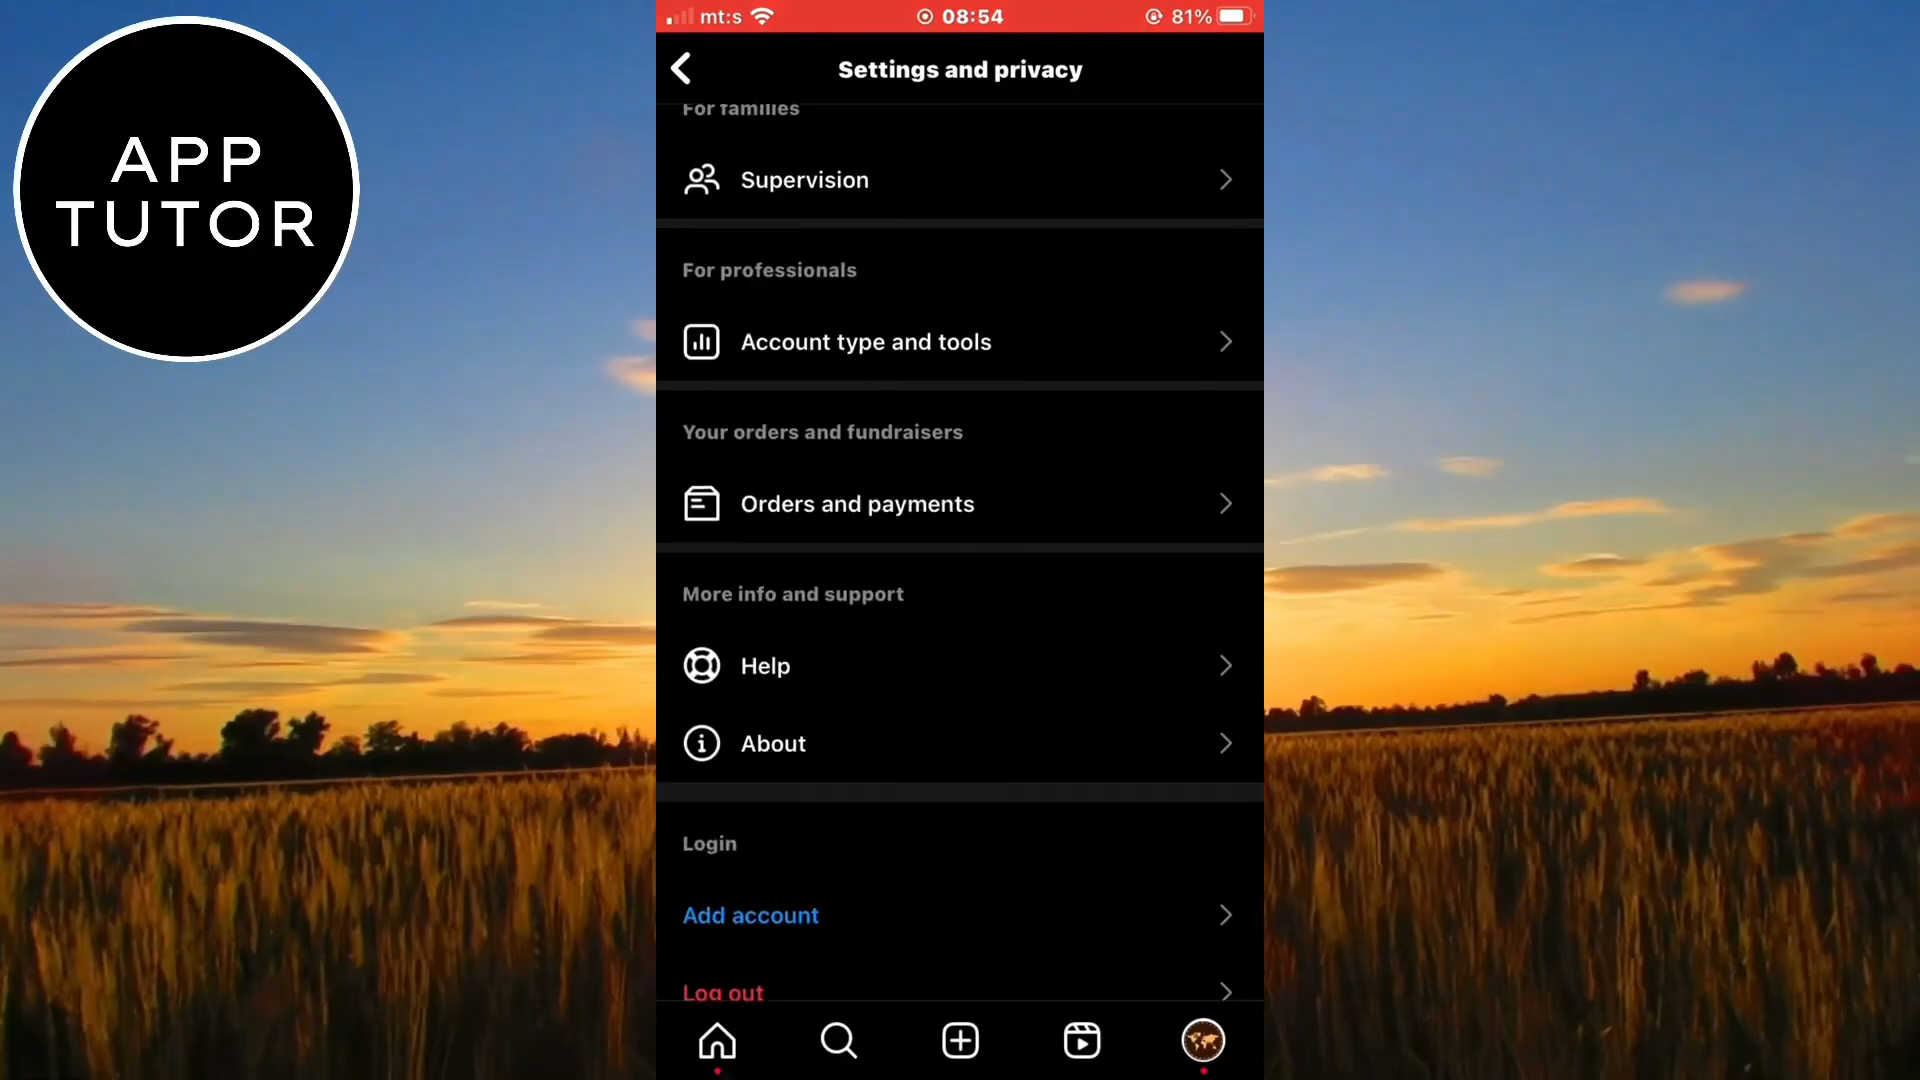 APP
TUTOR
mt:s 08:54 81%
Settings and privacy
For families
Supervision
For professionals
Account type and tools
Your orders and fundraisers
Orders and payments
More info and support
Help
About
Login
Add account
Log out